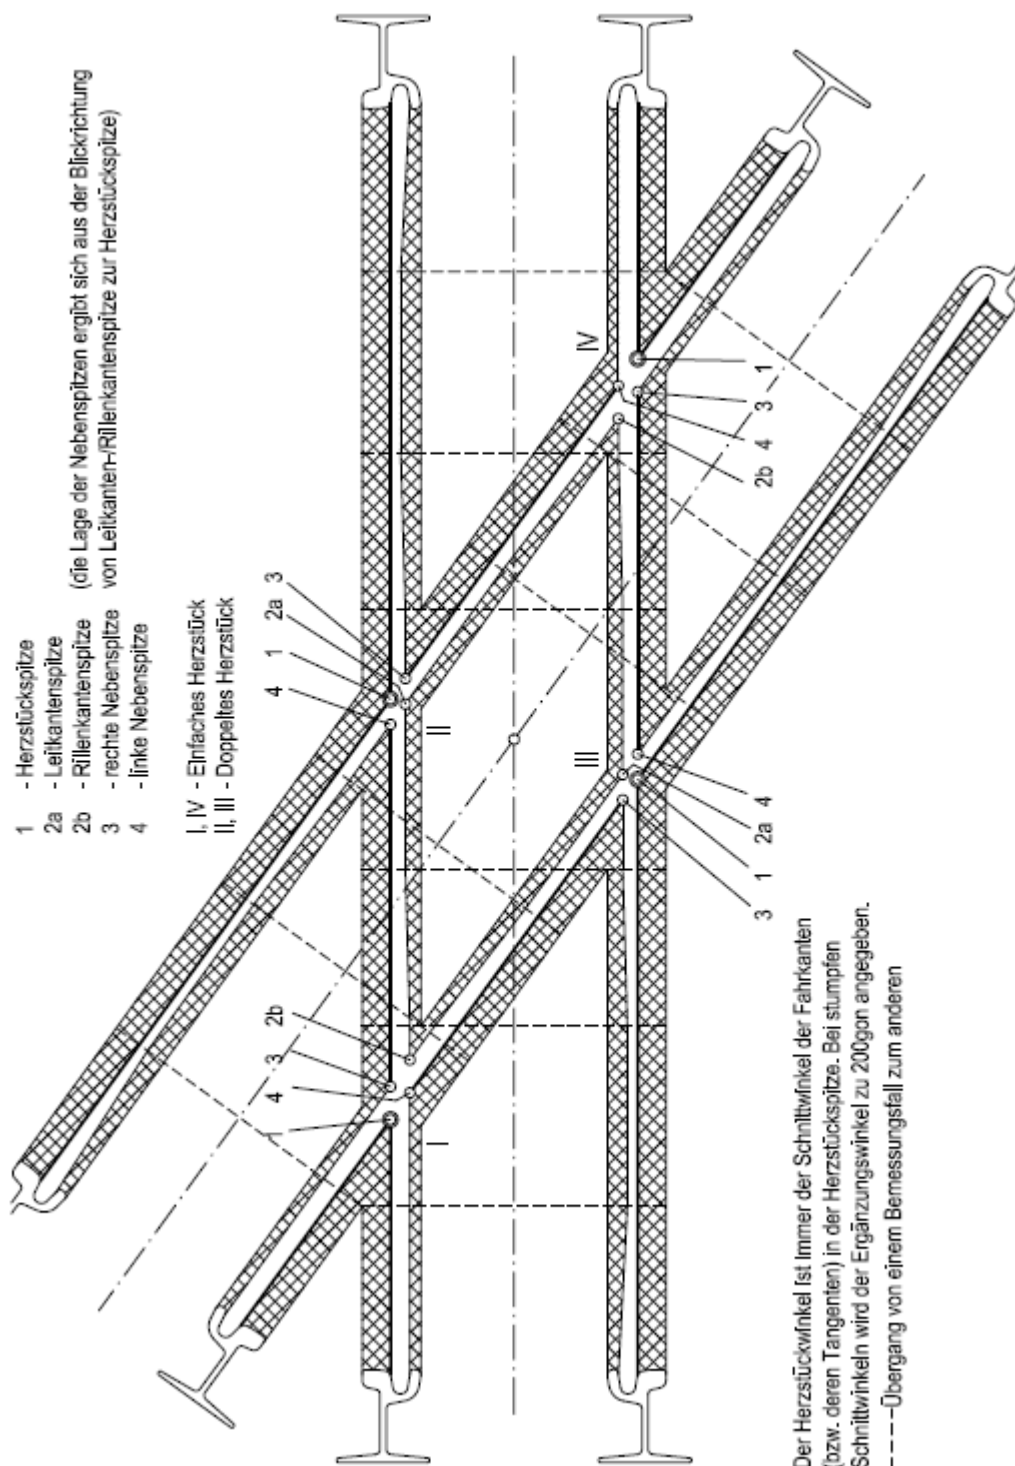 1 - Herzstückspitze
2a - Leitkantenspitze
2b - Rillenkantenspitze (die Lage der Nebenspitzen ergibt sich aus der Blickrichtung
3 - rechte Nebenspitze von Leitkanten-/Rillenkantenspitze zur Herzstückspitze)
4 - linke Nebenspitze
I, IV - Einfaches Herzstück
II, III - Doppeltes Herzstück
4 1 2a 3
II
IV
4 3 2b
1
I
III
3 1 2a 4
2b 4 3 1
Der Herzstückwinkel ist immer der Schnittwinkel der Fahrkanten
(bzw. deren Tangenten) in der Herzstückspitze. Bei stumpfen
Schnittwinkeln wird der Ergänzungswinkel zu 200gon angegeben.
----Übergang von einem Bemessungsfall zum anderen